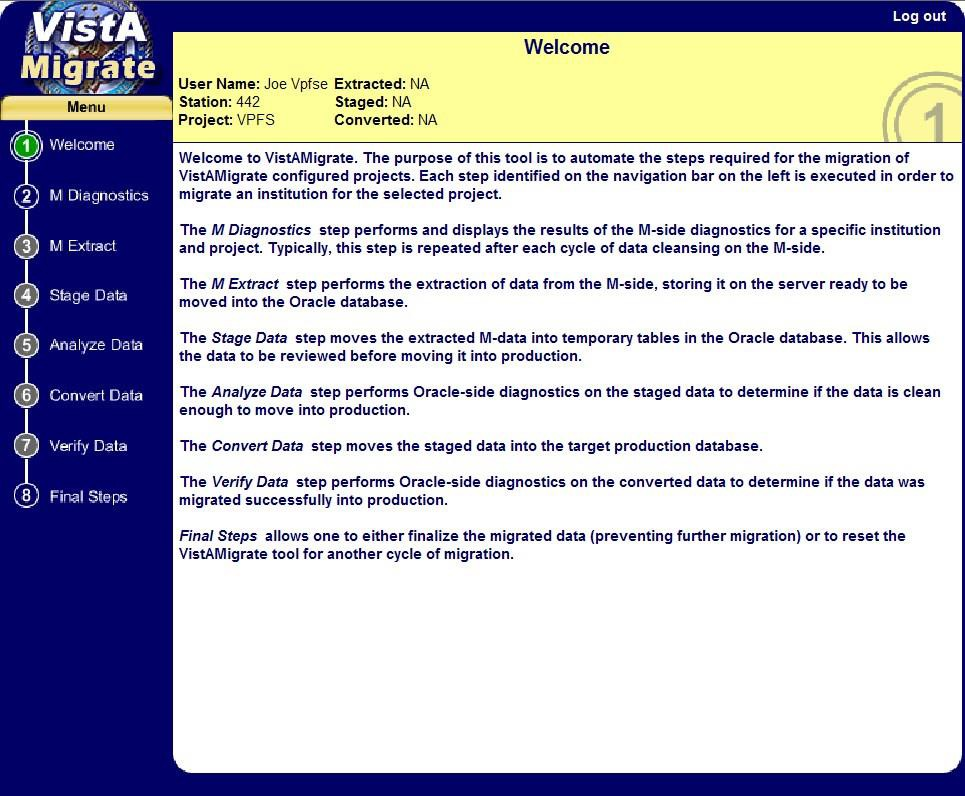 VistA
Migrate
Log out
Welcome
User Name: Joe Vpfse Extracted: NA
Station: 442 Staged: NA
Project: VPFS Converted: NA
1
Menu
1 Welcome
2 M Diagnostics
3 M Extract
4 Stage Data
5 Analyze Data
6 Convert Data
7 Verify Data
8 Final Steps
Welcome to VistAMigrate. The purpose of this tool is to automate the steps required for the migration of
VistAMigrate configured projects. Each step identified on the navigation bar on the left is executed in order to
migrate an institution for the selected project.
The M Diagnostics step performs and displays the results of the M-side diagnostics for a specific institution
and project. Typically, this step is repeated after each cycle of data cleansing on the M-side.
The M Extract step performs the extraction of data from the M-side, storing it on the server ready to be
moved into the Oracle database.
The Stage Data step moves the extracted M-data into temporary tables in the Oracle database. This allows
the data to be reviewed before moving it into production.
The Analyze Data step performs Oracle-side diagnostics on the staged data to determine if the data is clean
enough to move into production.
The Convert Data step moves the staged data into the target production database.
The Verify Data step performs Oracle-side diagnostics on the converted data to determine if the data was
migrated successfully into production.
Final Steps allows one to either finalize the migrated data (preventing further migration) or to reset the
VistAMigrate tool for another cycle of migration.